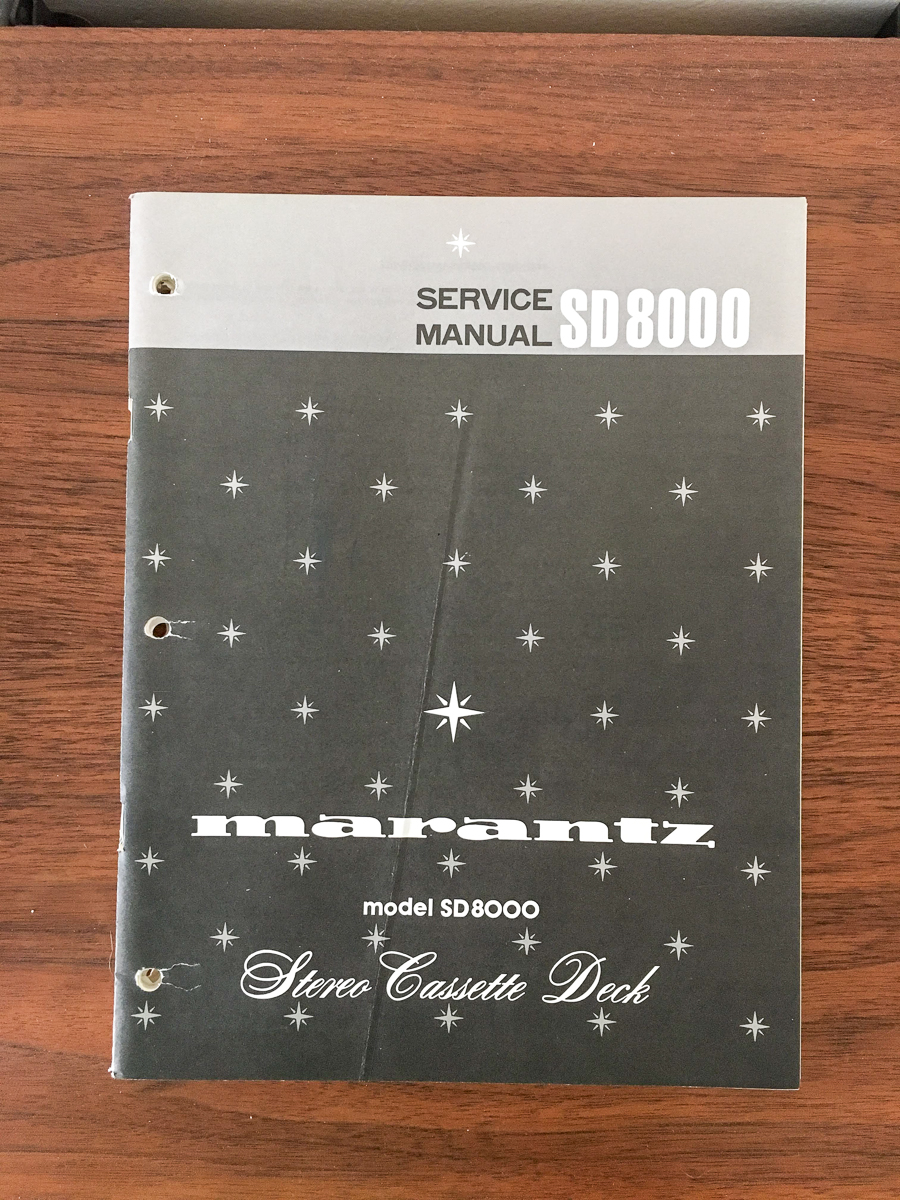 SERVICE
MANUAL SD8000
marantz
model SD8000
Stereo Cassette Deck